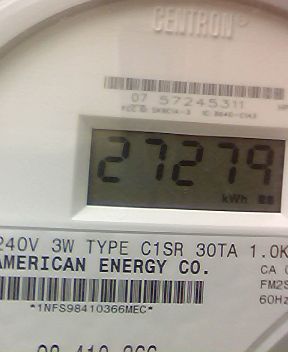 CENTRON®
07 57245311
27279
kWh
240V 3W TYPE C1SR 30TA 1.0K
AMERICAN ENERGY CO.
CA
FM2S
60Hz
*1NFS98410366MEC*